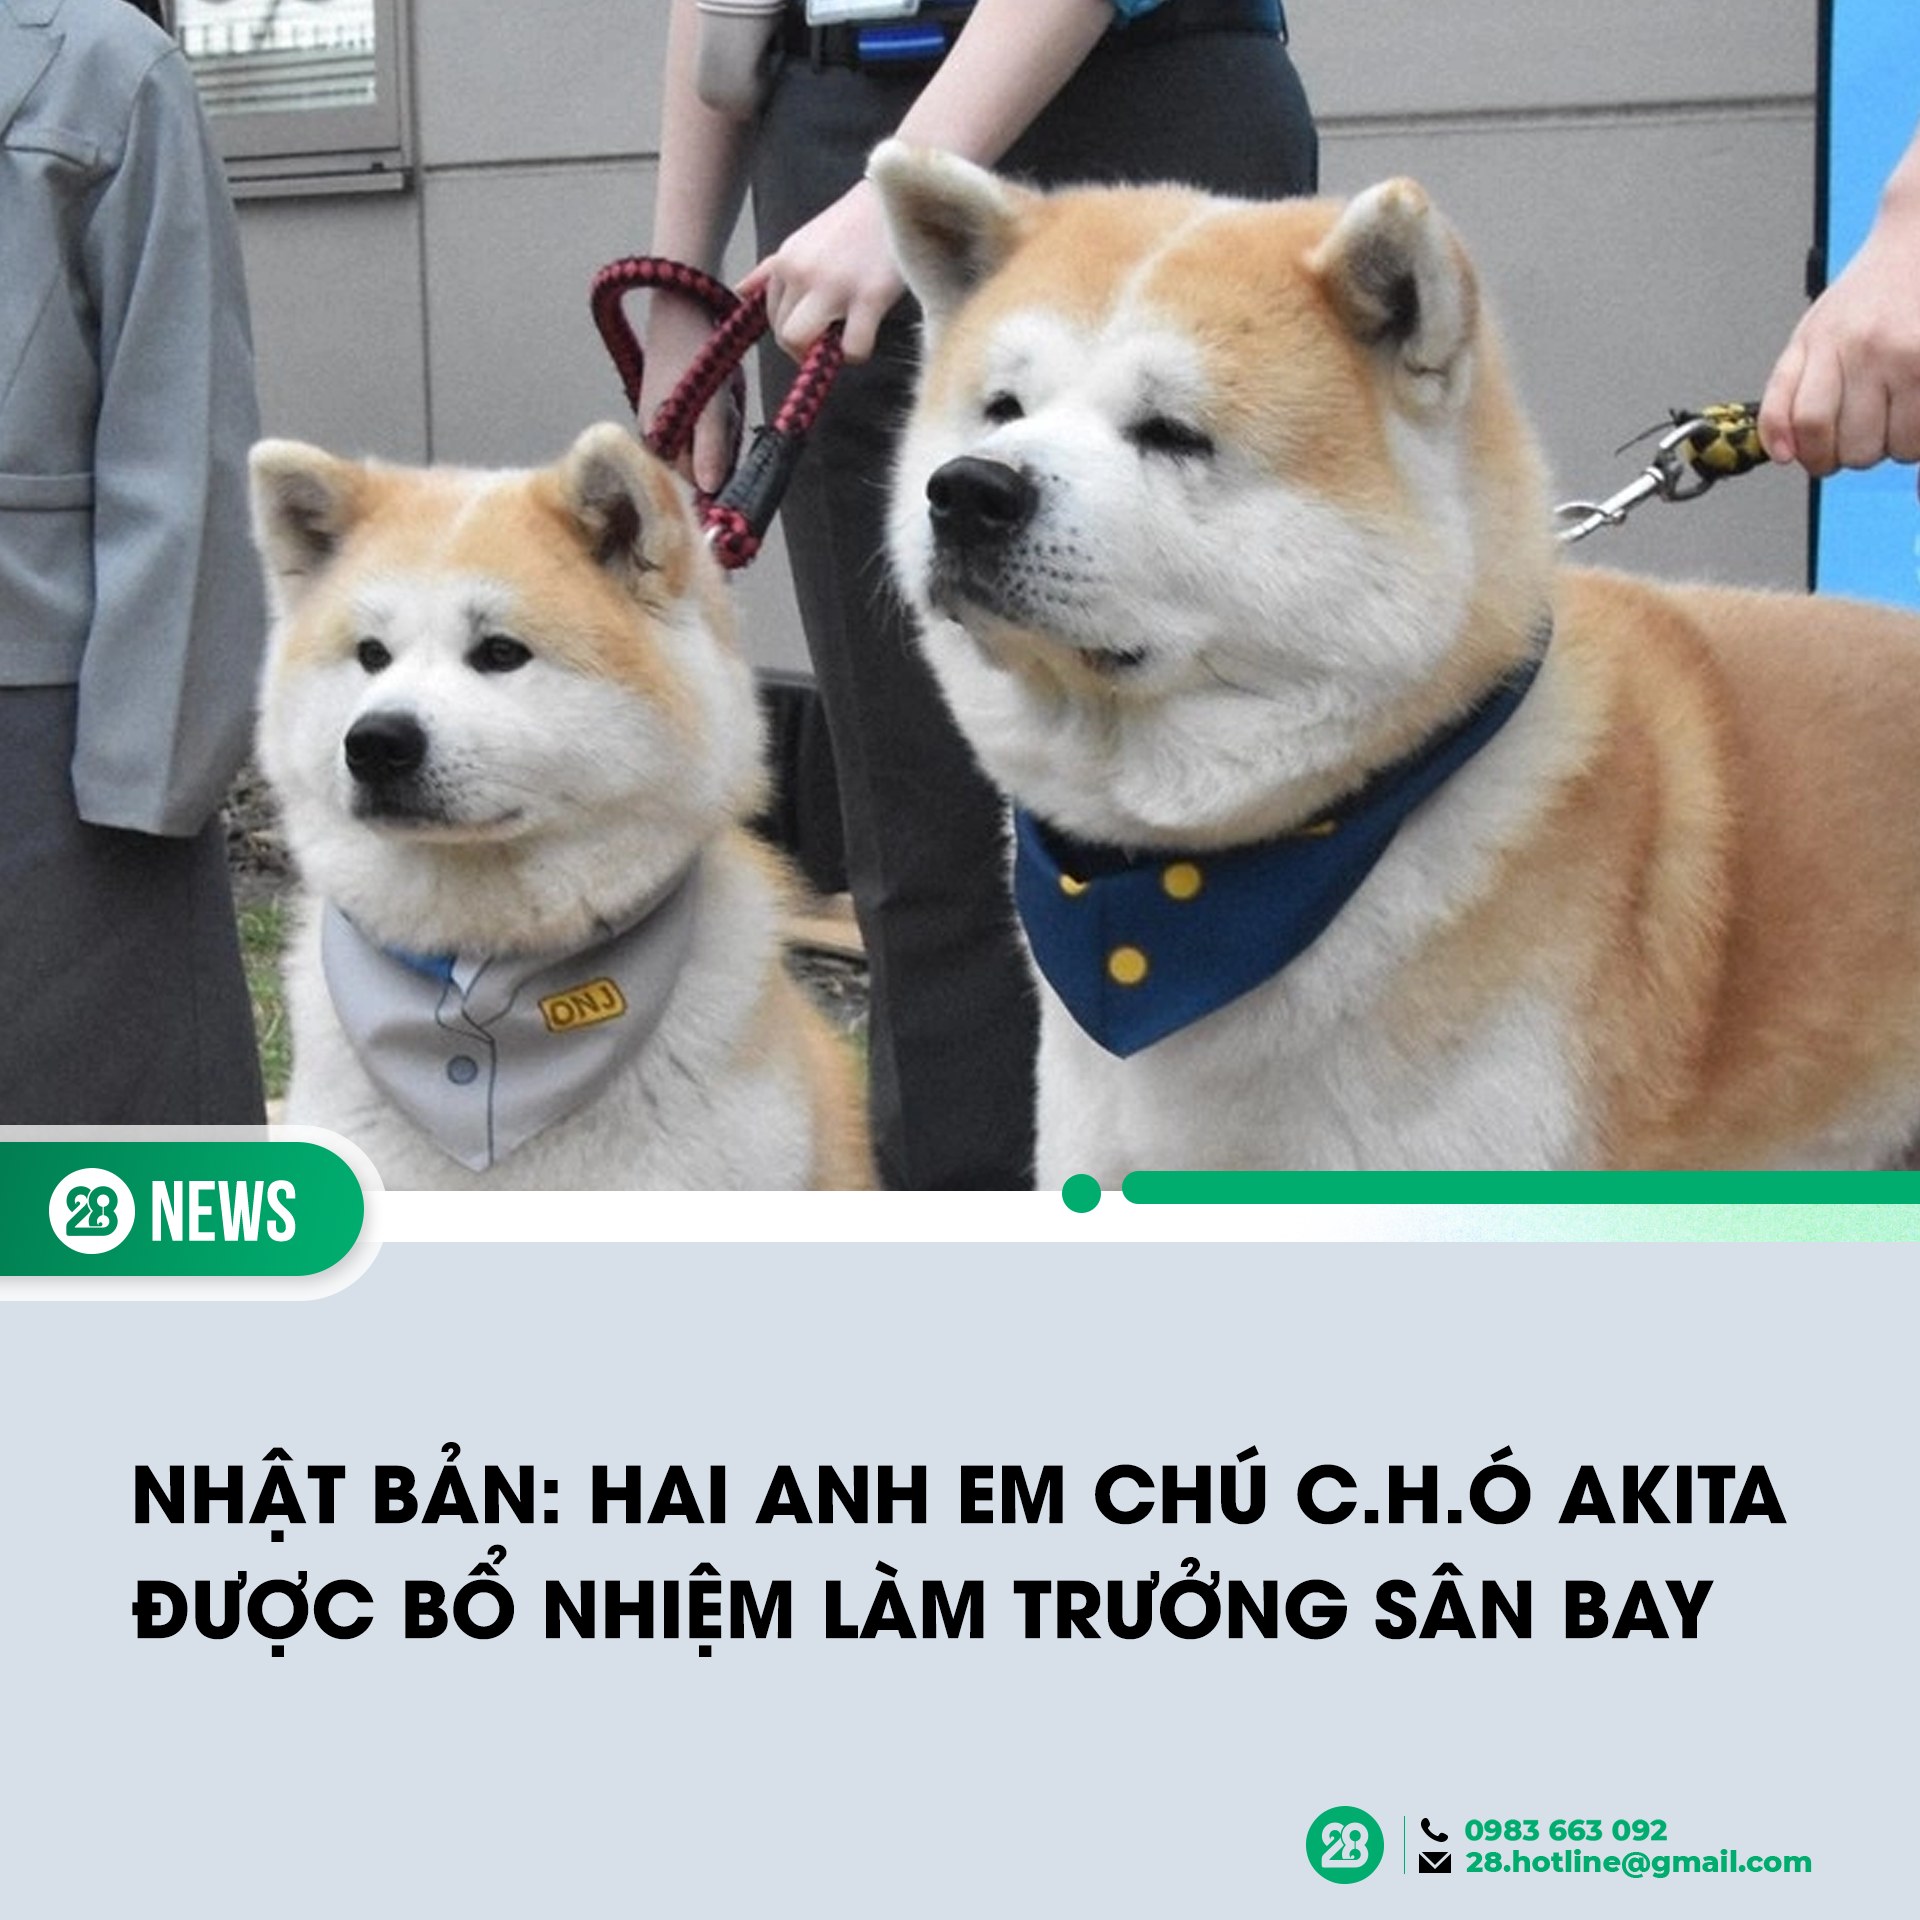 ONJ
28 NEWS
NHẬT BẢN: HAI ANH EM CHÚ C.H.Ó AKITA
ĐƯỢC BỔ NHIỆM LÀM TRƯỞNG SÂN BAY
28
0983 663 092
28.hotline@gmail.com